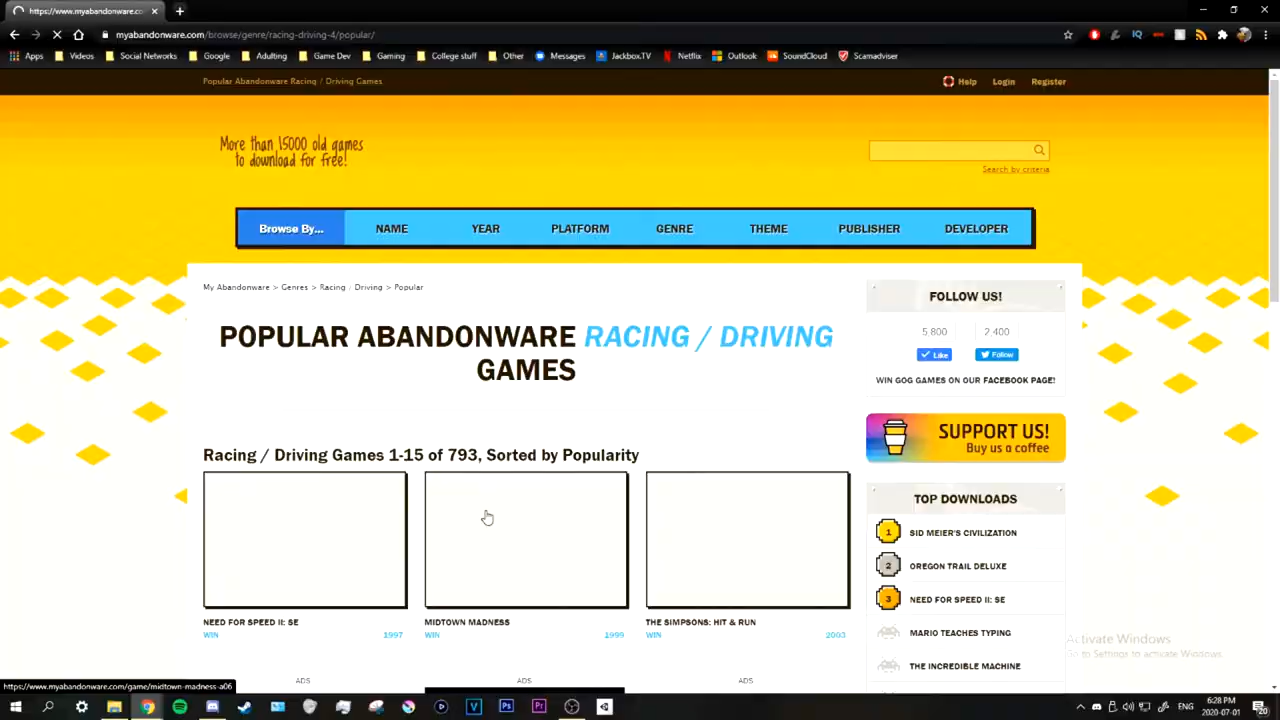 https://www.myabandonware.com/
myabandonware.com/browse/genre/racing-driving-4/popular/
Apps Videos Social Networks Google Adulting Game Dev Gaming College stuff Other Messages Jackbox.TV Netflix Outlook SoundCloud Scamadviser
Popular Abandonware Racing / Driving Games
Help Login Register
More than 15000 old games
to download for free!
Search by criteria
Browse By... NAME YEAR PLATFORM GENRE THEME PUBLISHER DEVELOPER
My Abandonware > Genres > Racing / Driving > Popular
POPULAR ABANDONWARE RACING / DRIVING
GAMES
FOLLOW US!
5.800 2.400
Like Follow
WIN GOG GAMES ON OUR FACEBOOK PAGE!
SUPPORT US!
Buy us a coffee
Racing / Driving Games 1-15 of 793, Sorted by Popularity
NEED FOR SPEED II: SE
WIN 1997
MIDTOWN MADNESS
WIN 1999
THE SIMPSONS: HIT & RUN
WIN 2003
ADS ADS ADS
TOP DOWNLOADS
1 SID MEIER'S CIVILIZATION
2 OREGON TRAIL DELUXE
3 NEED FOR SPEED II: SE
MARIO TEACHES TYPING
THE INCREDIBLE MACHINE
Activate Windows
Go to Settings to activate Windows.
https://www.myabandonware.com/game/midtown-madness-a06
6:28 PM
2020-07-01
20